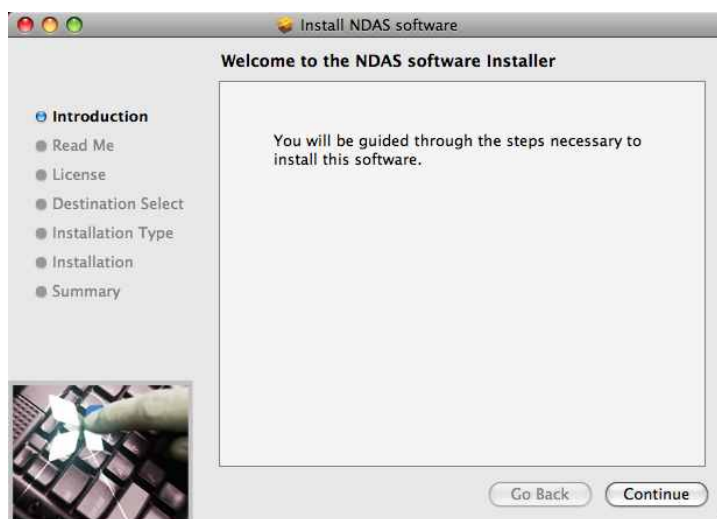 Install NDAS software
Welcome to the NDAS software Installer
Introduction
Read Me
License
Destination Select
Installation Type
Installation
Summary
You will be guided through the steps necessary to
install this software.
Go Back
Continue